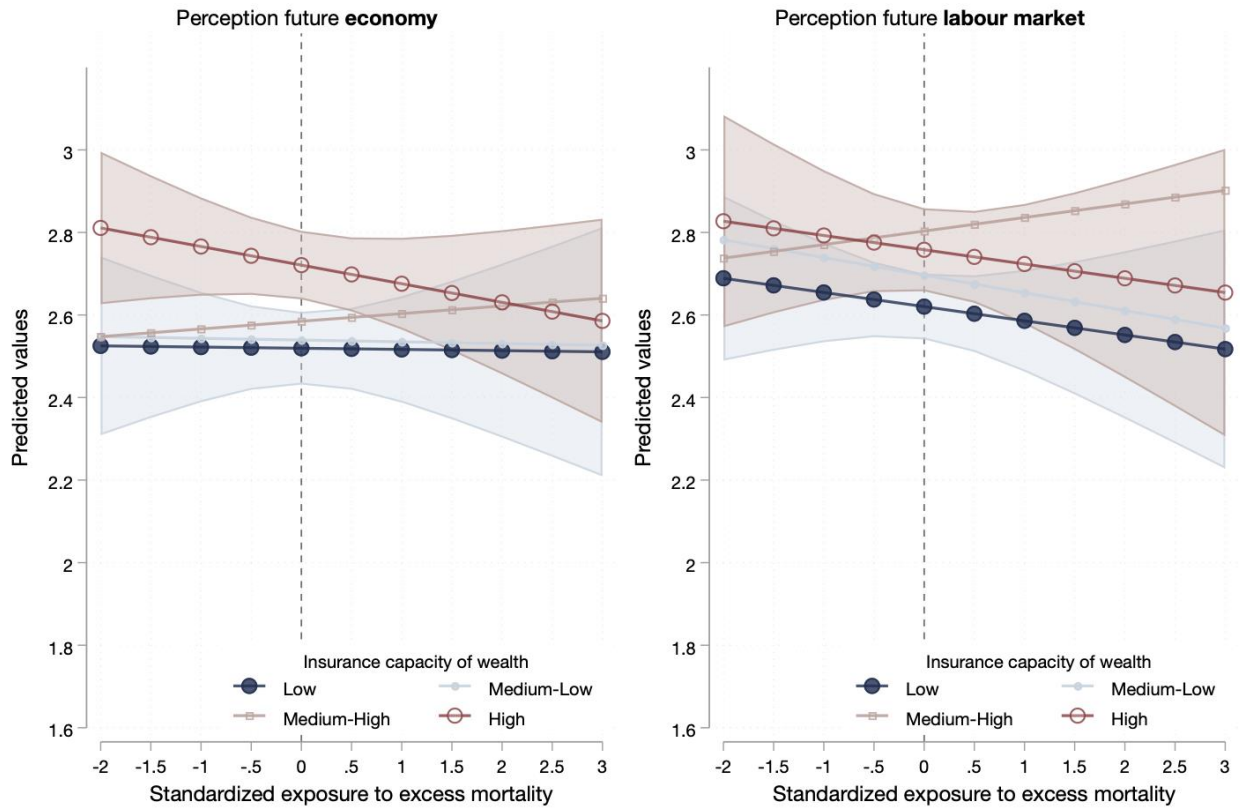 Perception future economy
Predicted values
3
2.8
2.6
2.4
2.2
2
1.8
1.6
Insurance capacity of wealth
Low
Medium-Low
Medium-High
High
-2 -1.5 -1 -.5 0 .5 1 1.5 2 2.5 3
Standardized exposure to excess mortality
Perception future labour market
Predicted values
3
2.8
2.6
2.4
2.2
2
1.8
1.6
Insurance capacity of wealth
Low
Medium-Low
Medium-High
High
-2 -1.5 -1 -.5 0 .5 1 1.5 2 2.5 3
Standardized exposure to excess mortality